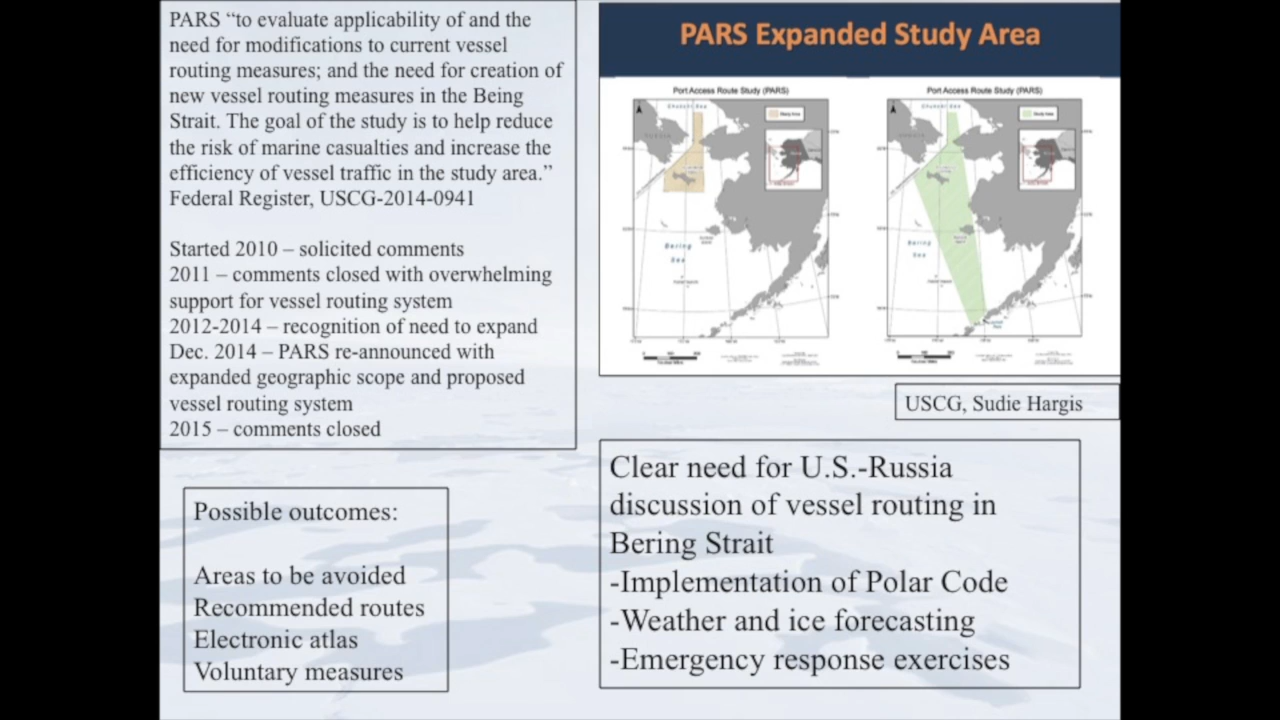 PARS “to evaluate applicability of and the
need for modifications to current vessel
routing measures; and the need for creation of
new vessel routing measures in the Being
Strait. The goal of the study is to help reduce
the risk of marine casualties and increase the
efficiency of vessel traffic in the study area.”
Federal Register, USCG-2014-0941
Started 2010 – solicited comments
2011 – comments closed with overwhelming
support for vessel routing system
2012-2014 – recognition of need to expand
Dec. 2014 – PARS re-announced with
expanded geographic scope and proposed
vessel routing system
2015 – comments closed
Possible outcomes:
Areas to be avoided
Recommended routes
Electronic atlas
Voluntary measures
PARS Expanded Study Area
Port Access Route Study (PARS)
Chukchi Sea
Study Area
Bering
Sea
Port Access Route Study (PARS)
Chukchi Sea
Study Area
Bering
Sea
USCG, Sudie Hargis
Clear need for U.S.-Russia
discussion of vessel routing in
Bering Strait
-Implementation of Polar Code
-Weather and ice forecasting
-Emergency response exercises